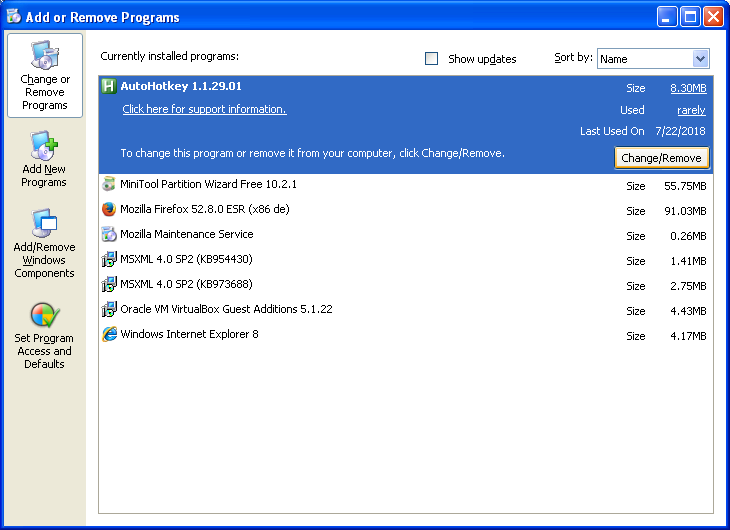 Add or Remove Programs
Change or
Remove
Programs
Add New
Programs
Add/Remove
Windows
Components
Set Program
Access and
Defaults
Currently installed programs:
Show updates
Sort by:
Name
AutoHotkey 1.1.29.01
Size 8.30MB
Click here for support information.
Used rarely
Last Used On 7/22/2018
To change this program or remove it from your computer, click Change/Remove.
Change/Remove
MiniTool Partition Wizard Free 10.2.1 Size 55.75MB
Mozilla Firefox 52.8.0 ESR (x86 de) Size 91.03MB
Mozilla Maintenance Service Size 0.26MB
MSXML 4.0 SP2 (KB954430) Size 1.41MB
MSXML 4.0 SP2 (KB973688) Size 2.75MB
Oracle VM VirtualBox Guest Additions 5.1.22 Size 4.43MB
Windows Internet Explorer 8 Size 4.17MB